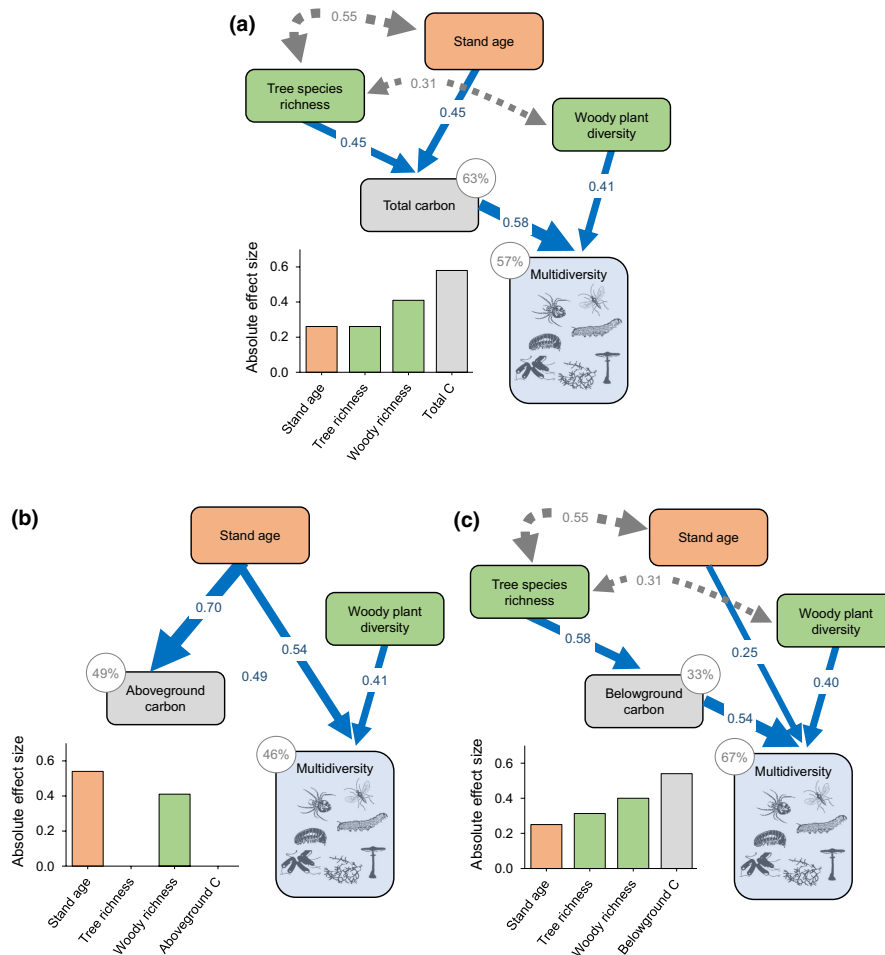 (a)
0.55
Stand age
Tree species
richness
0.31
Woody plant
diversity
0.45
0.45
63%
Total carbon
0.41
0.58
57%
Multidiversity
Absolute effect size
0.6
0.4
0.2
0.0
Stand age
Tree richness
Woody richness
Total C
(b)
Stand age
Woody plant
diversity
0.70
0.54
0.49
0.41
49%
Aboveground
carbon
46%
Multidiversity
Absolute effect size
0.6
0.4
0.2
0.0
Stand age
Tree richness
Woody richness
Aboveground C
(c)
0.55
Stand age
Tree species
richness
0.31
Woody plant
diversity
0.58
0.25
0.40
33%
Belowground
carbon
0.54
67%
Multidiversity
Absolute effect size
0.6
0.4
0.2
0.0
Stand age
Tree richness
Woody richness
Belowground C